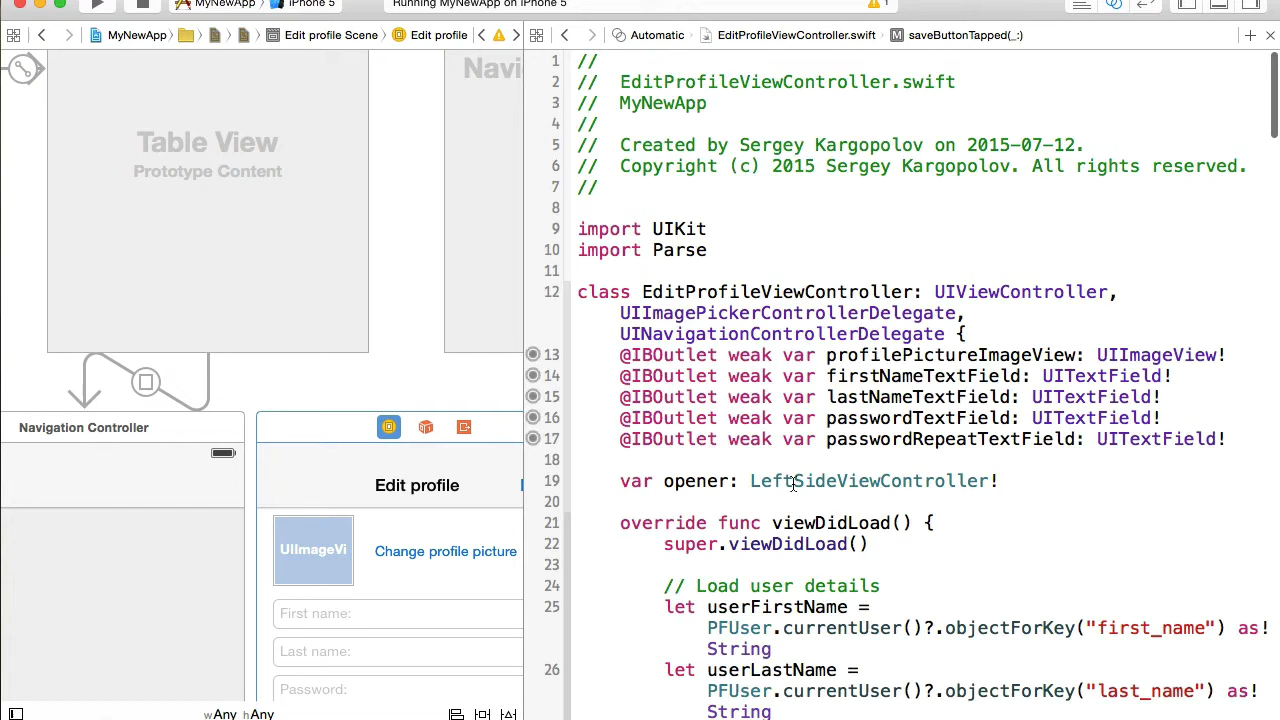 MyNewApp
iPhone 5
Running MyNewApp on iPhone 5
1
MyNewApp
Edit profile Scene
Edit profile
Automatic
EditProfileViewController.swift
M
saveButtonTapped(_:)
Table View
Prototype Content
Navi
Navigation Controller
Edit profile
UIImageVi
Change profile picture
First name:
Last name:
Password:
wAny hAny
1 //
2 //  EditProfileViewController.swift
3 //  MyNewApp
4 //
5 //  Created by Sergey Kargopolov on 2015-07-12.
6 //  Copyright (c) 2015 Sergey Kargopolov. All rights reserved.
7 //
8
9 import UIKit
10 import Parse
11
12 class EditProfileViewController: UIViewController,
UIImagePickerControllerDelegate,
UINavigationControllerDelegate {
13 @IBOutlet weak var profilePictureImageView: UIImageView!
14 @IBOutlet weak var firstNameTextField: UITextField!
15 @IBOutlet weak var lastNameTextField: UITextField!
16 @IBOutlet weak var passwordTextField: UITextField!
17 @IBOutlet weak var passwordRepeatTextField: UITextField!
18
19 var opener: LeftSideViewController!
20
21 override func viewDidLoad() {
22 super.viewDidLoad()
23
24 // Load user details
25 let userFirstName =
PFUser.currentUser()?.objectForKey("first_name") as!
String
26 let userLastName =
PFUser.currentUser()?.objectForKey("last_name") as!
String